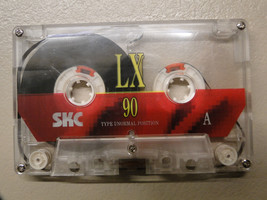 LX
90
SKC
TYPE I/NORMAL POSITION
A